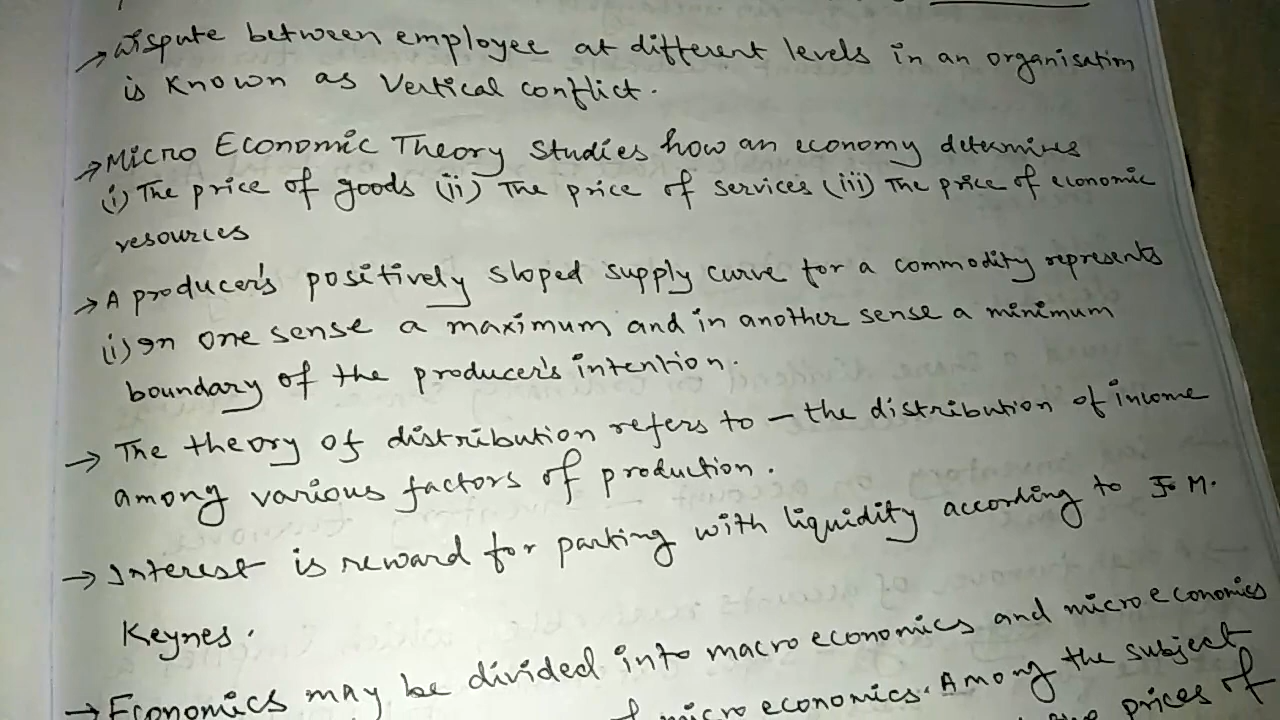 → Dispute between employee at different levels in an organisation
is Known as Vertical conflict.
→ Micro Economic Theory Studies how an economy determines
(i) The price of goods (ii) The price of services (iii) The price of economic
resources
→ A producer's positively sloped supply curve for a commodity represents
(i) In one sense a maximum and in another sense a minimum
boundary of the producer's intention.
→ The theory of distribution refers to – the distribution of income
among various factors of production.
→ Interest is reward for parting with liquidity according to J. M.
Keynes.
→ Economics may be divided into macro economics and micro economics
micro economics. Among the subject
prices of